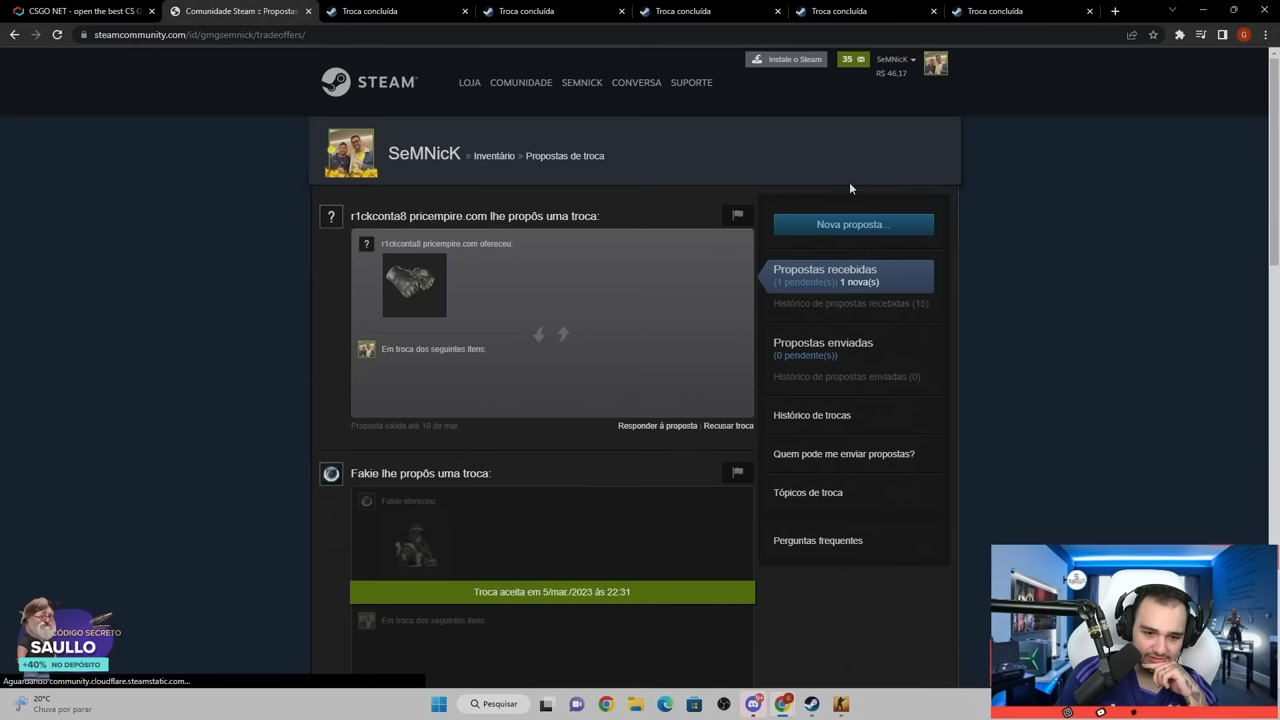 CSGO NET - open the best CS G
Comunidade Steam :: Propostas
Troca concluída
Troca concluída
Troca concluída
Troca concluída
Troca concluída
steamcommunity.com/id/gmgsemnick/tradeoffers/
G
Instale o Steam
35
SeMNicK
R$ 46,17
STEAM
LOJA COMUNIDADE SEMNICK CONVERSA SUPORTE
SeMNicK » Inventário » Propostas de troca
? r1ckconta8 pricempire.com lhe propôs uma troca:
? r1ckconta8 pricempire.com ofereceu:
Em troca dos seguintes itens:
Proposta válida até 19 de mar.
Responder à proposta | Recusar troca
Fakie lhe propôs uma troca:
Fakie ofereceu:
Troca aceita em 5/mar./2023 às 22:31
Em troca dos seguintes itens:
Nova proposta...
Propostas recebidas
(1 pendente(s)) 1 nova(s)
Histórico de propostas recebidas (15)
Propostas enviadas
(0 pendente(s))
Histórico de propostas enviadas (0)
Histórico de trocas
Quem pode me enviar propostas?
Tópicos de troca
Perguntas frequentes
CÓDIGO SECRETO
SAULLO
+40% NO DEPÓSITO
Aguardando community.cloudflare.steamstatic.com...
20°C
Chuva por parar
Pesquisar